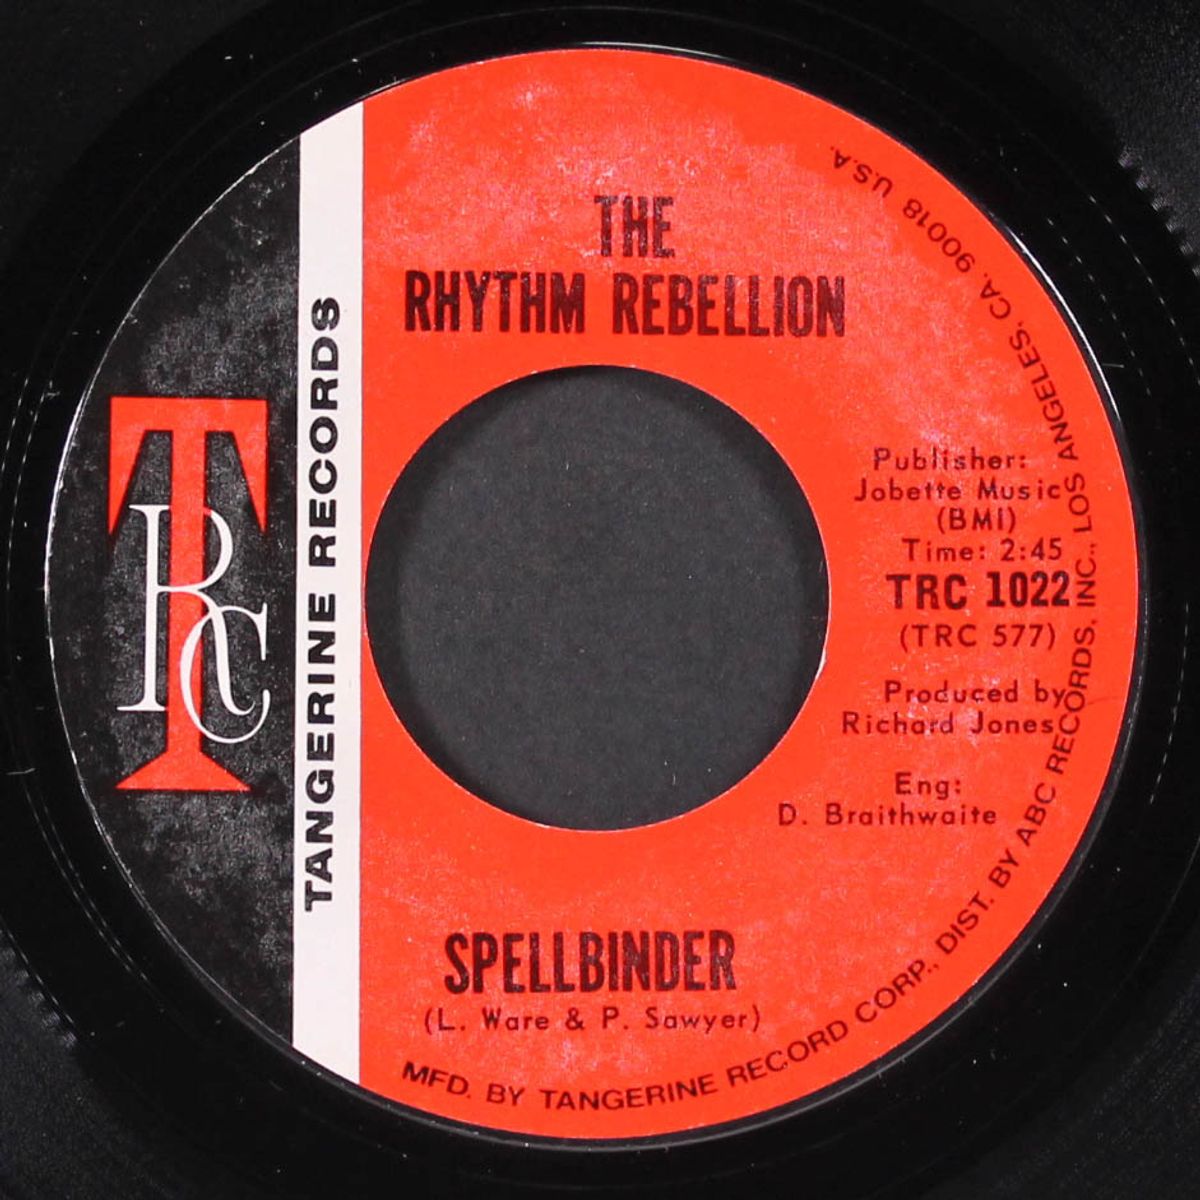 THE
RHYTHM REBELLION
TRC
TANGERINE RECORDS
Publisher:
Jobette Music
(BMI)
Time: 2:45
TRC 1022
(TRC 577)
Produced by
Richard Jones
Eng:
D. Braithwaite
SPELLBINDER
(L. Ware & P. Sawyer)
MFD. BY TANGERINE RECORD CORP., DIST. BY ABC RECORDS, INC., LOS ANGELES, CA. 90018 U.S.A.